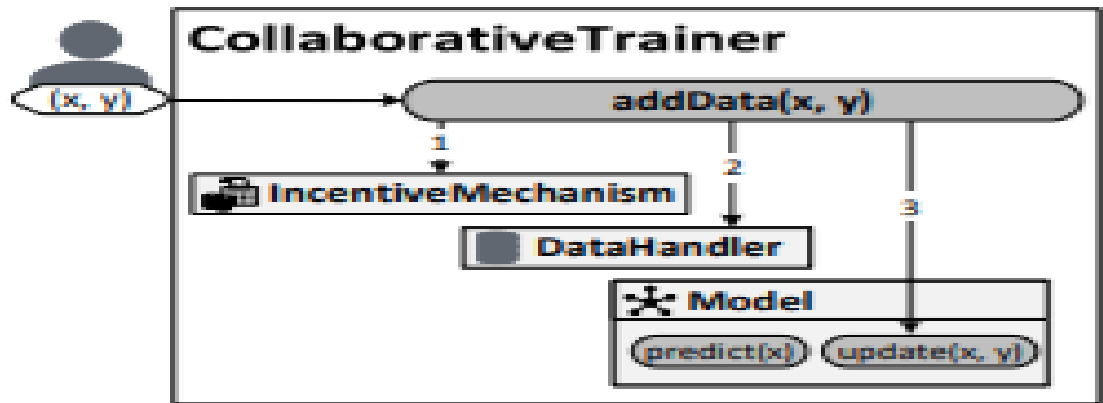 CollaborativeTrainer
(x, y)
addData(x, y)
1
2
3
IncentiveMechanism
DataHandler
Model
predict(x)
update(x, y)